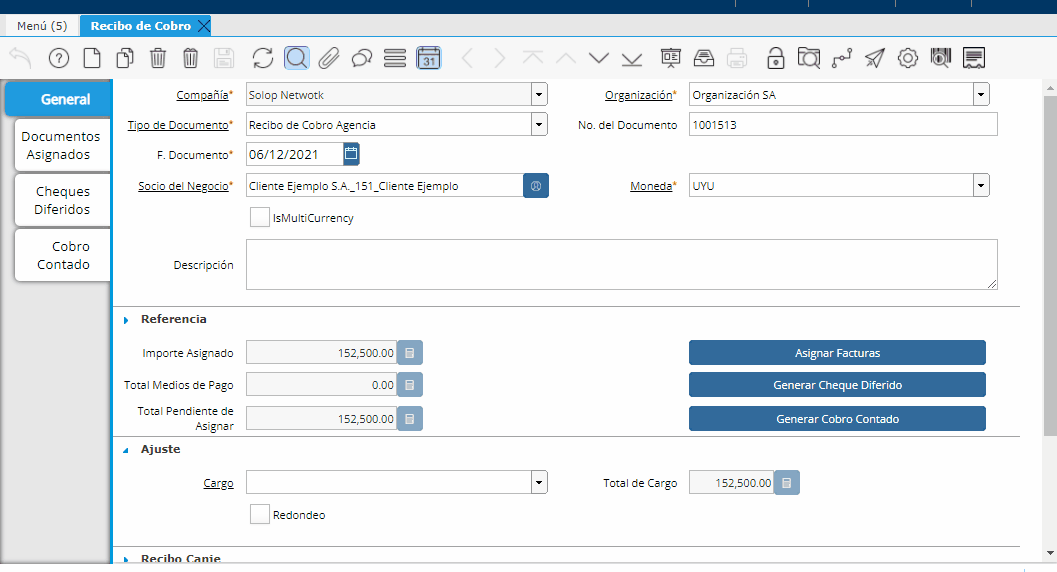 Menú (5)
Recibo de Cobro
31
General
Documentos
Asignados
Cheques
Diferidos
Cobro
Contado
Compañía*
Solop Netwotk
Organización*
Organización SA
Tipo de Documento*
Recibo de Cobro Agencia
No. del Documento
1001513
F. Documento*
06/12/2021
Socio del Negocio*
Cliente Ejemplo S.A._151_Cliente Ejemplo
Moneda*
UYU
IsMultiCurrency
Descripción
Referencia
Importe Asignado
152,500.00
Asignar Facturas
Total Medios de Pago
0.00
Generar Cheque Diferido
Total Pendiente de
Asignar
152,500.00
Generar Cobro Contado
Ajuste
Cargo
Total de Cargo
152,500.00
Redondeo
Recibo Canje